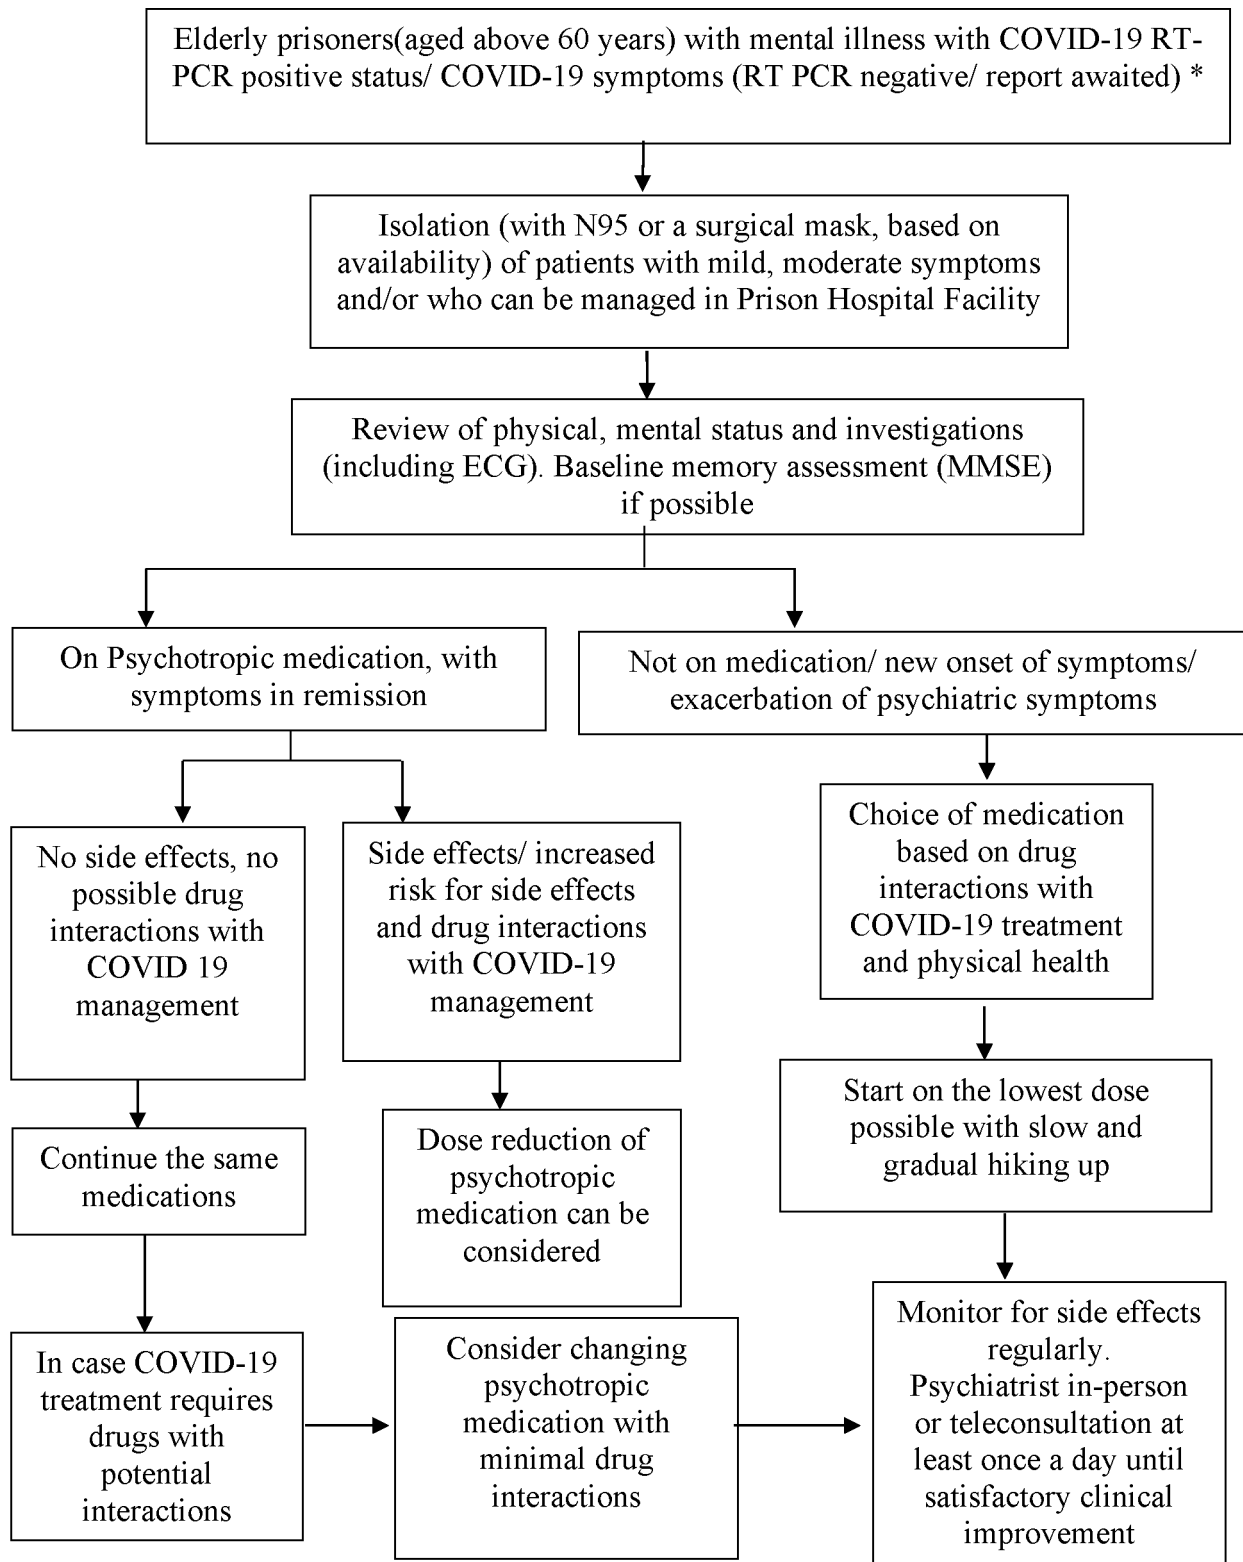 Elderly prisoners(aged above 60 years) with mental illness with COVID-19 RT-
PCR positive status/ COVID-19 symptoms (RT PCR negative/ report awaited) *
Isolation (with N95 or a surgical mask, based on
availability) of patients with mild, moderate symptoms
and/or who can be managed in Prison Hospital Facility
Review of physical, mental status and investigations
(including ECG). Baseline memory assessment (MMSE)
if possible
On Psychotropic medication, with
symptoms in remission
Not on medication/ new onset of symptoms/
exacerbation of psychiatric symptoms
No side effects, no
possible drug
interactions with
COVID 19
management
Side effects/ increased
risk for side effects
and drug interactions
with COVID-19
management
Choice of medication
based on drug
interactions with
COVID-19 treatment
and physical health
Continue the same
medications
Dose reduction of
psychotropic
medication can be
considered
Start on the lowest dose
possible with slow and
gradual hiking up
In case COVID-19
treatment requires
drugs with
potential
interactions
Consider changing
psychotropic
medication with
minimal drug
interactions
Monitor for side effects
regularly.
Psychiatrist in-person
or teleconsultation at
least once a day until
satisfactory clinical
improvement